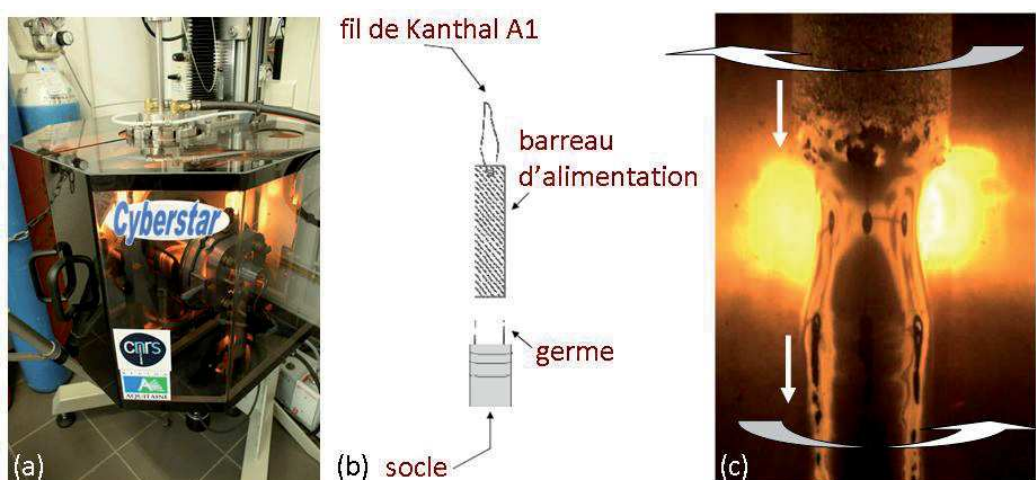 fil de Kanthal A1
barreau
d'alimentation
germe
socle
Cyberstar
cnrs
AQUITAINE
(a)
(b)
(c)